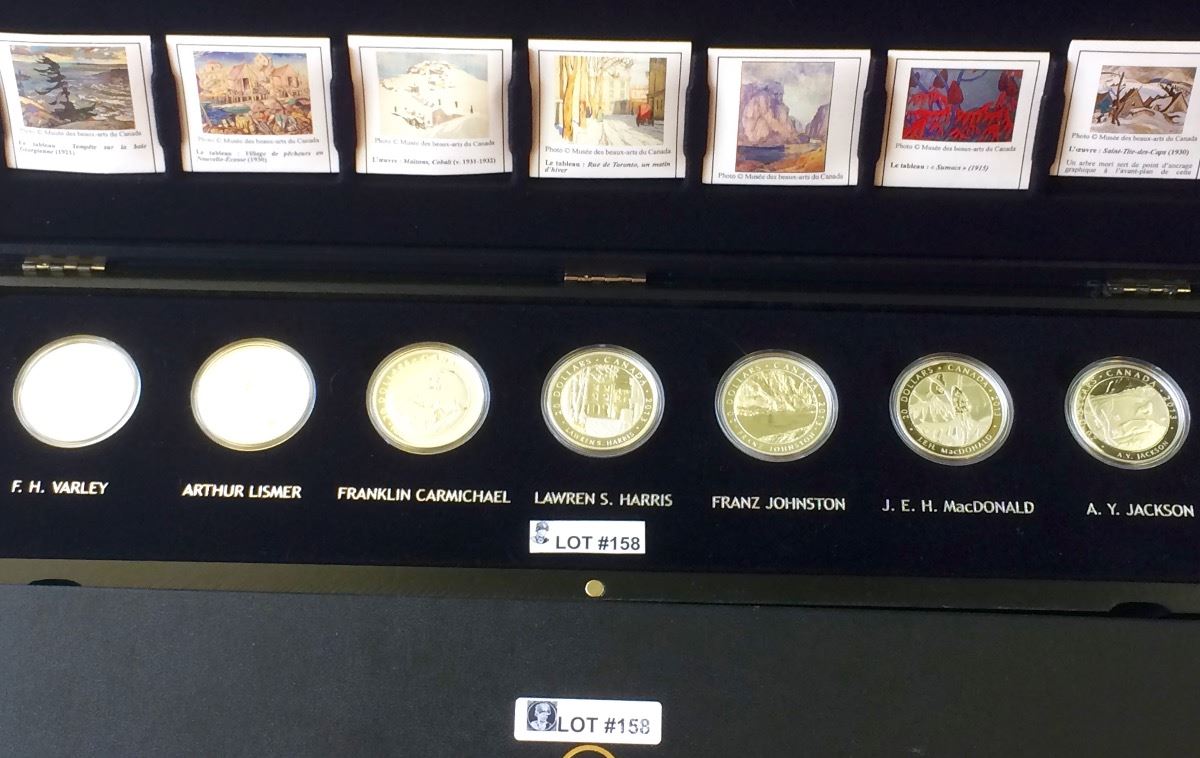 Photo © Musée des beaux-arts du Canada
Le tableau : Tempête sur la baie
Géorgienne (1921)
Photo © Musée des beaux-arts du Canada
Le tableau : Village de pêcheurs en
Nouvelle-Écosse (1930)
Photo © Musée des beaux-arts du Canada
L'œuvre : Maisons, Cobalt (v. 1931-1932)
Photo © Musée des beaux-arts du Canada
Le tableau : Rue de Toronto, un matin
d'hiver
Photo © Musée des beaux-arts du Canada
Photo © Musée des beaux-arts du Canada
Le tableau : « Sumacs » (1915)
Photo © Musée des beaux-arts du Canada
L'œuvre : Saint-Tite-des-Caps (1930)
Un arbre mort sert de point d'ancrage
graphique à l'avant-plan de cette
20 DOLLARS • CANADA 2013
LAWREN S. HARRIS
DOLLARS • CANADA 2013
FRANZ JOHNSTON
20 DOLLARS • CANADA 2013
J.E.H. MacDONALD
DOLLARS • CANADA 2013
A.Y. JACKSON
F. H. VARLEY
ARTHUR LISMER
FRANKLIN CARMICHAEL
LAWREN S. HARRIS
FRANZ JOHNSTON
J. E. H. MacDONALD
A. Y. JACKSON
LOT #158
LOT #158